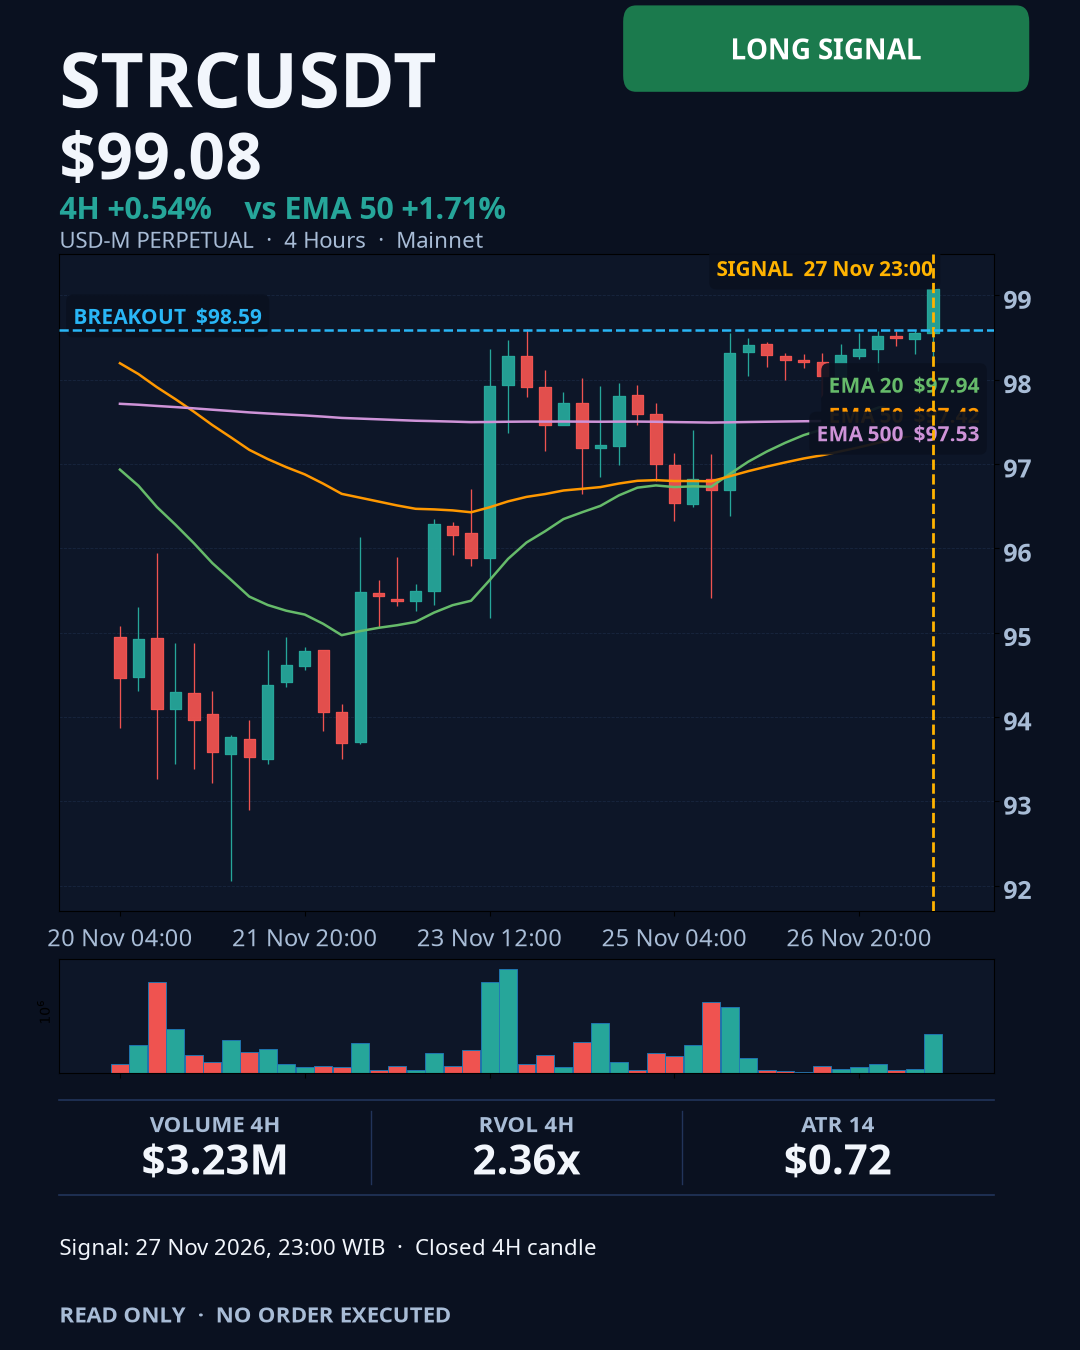 LONG SIGNAL
STRCUSDT
$99.08
4H +0.54% vs EMA 50 +1.71%
USD-M PERPETUAL · 4 Hours · Mainnet
SIGNAL 27 Nov 23:00
BREAKOUT $98.59
99
98
97
96
95
94
93
92
EMA 20 $97.94
EMA 500 $97.53
20 Nov 04:00
21 Nov 20:00
23 Nov 12:00
25 Nov 04:00
26 Nov 20:00
10⁶
VOLUME 4H
$3.23M
RVOL 4H
2.36x
ATR 14
$0.72
Signal: 27 Nov 2026, 23:00 WIB · Closed 4H candle
READ ONLY · NO ORDER EXECUTED